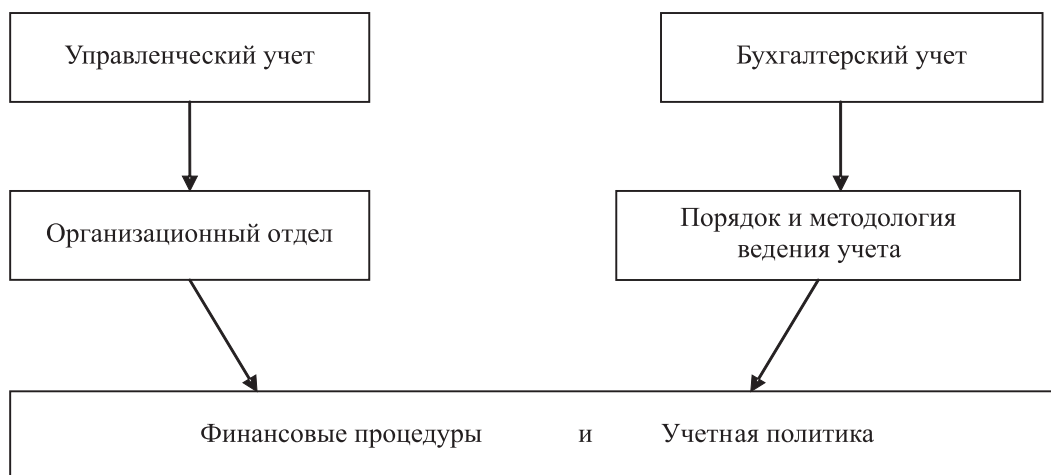 Управленческий учет
Бухгалтерский учет
Организационный отдел
Порядок и методология
ведения учета
Финансовые процедуры и Учетная политика